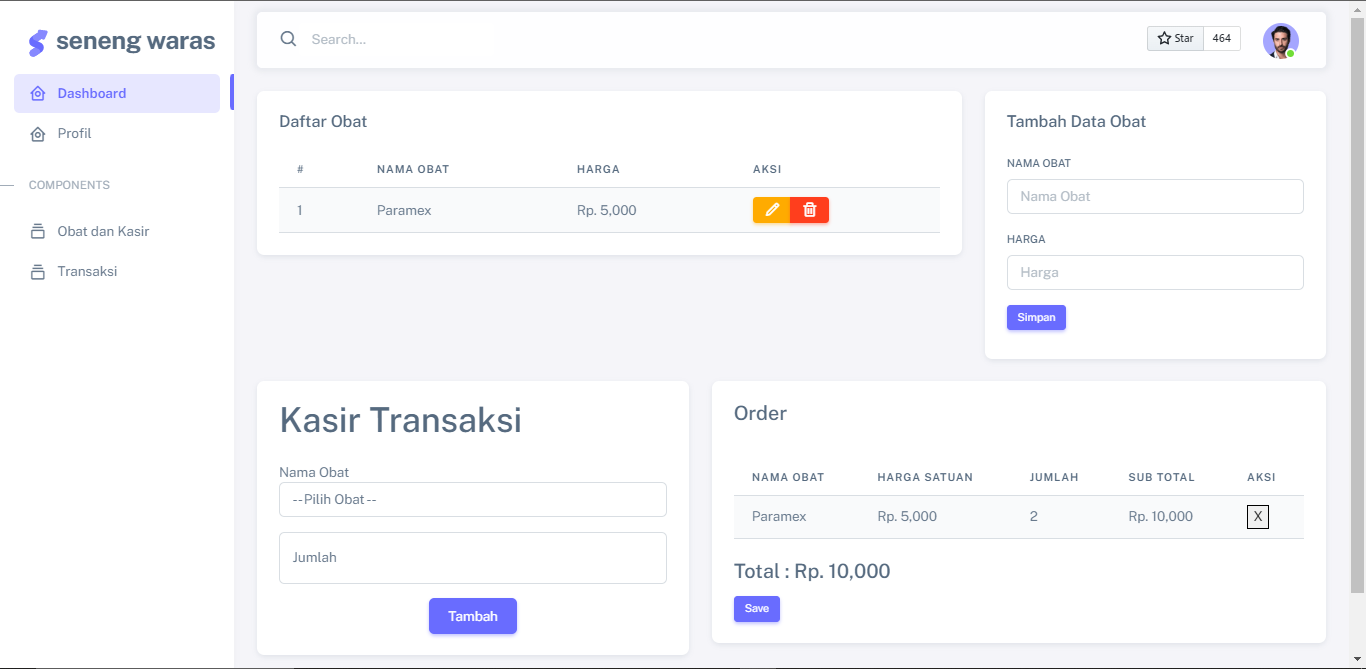 seneng waras
Dashboard
Profil
COMPONENTS
Obat dan Kasir
Transaksi
Search...
Star 464
Daftar Obat
# NAMA OBAT HARGA AKSI
1 Paramex Rp. 5,000
Tambah Data Obat
NAMA OBAT
Nama Obat
HARGA
Harga
Simpan
Kasir Transaksi
Nama Obat
--Pilih Obat--
Jumlah
Tambah
Order
NAMA OBAT HARGA SATUAN JUMLAH SUB TOTAL AKSI
Paramex Rp. 5,000 2 Rp. 10,000 X
Total : Rp. 10,000
Save